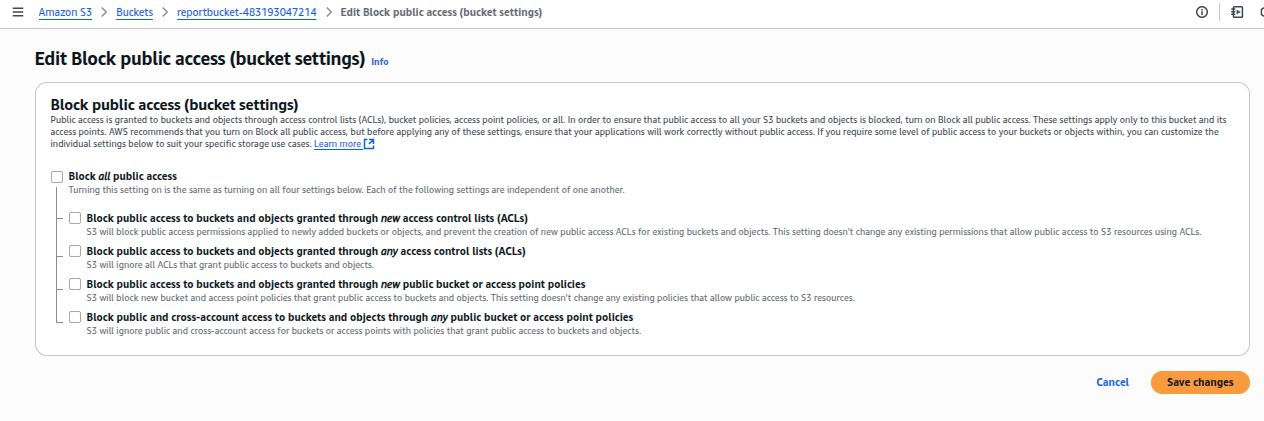 Amazon S3 > Buckets > reportbucket-483193047214 > Edit Block public access (bucket settings)
Edit Block public access (bucket settings) Info
Block public access (bucket settings)
Public access is granted to buckets and objects through access control lists (ACLs), bucket policies, access point policies, or all. In order to ensure that public access to all your S3 buckets and objects is blocked, turn on Block all public access. These settings apply only to this bucket and its
access points. AWS recommends that you turn on Block all public access, but before applying any of these settings, ensure that your applications will work correctly without public access. If you require some level of public access to your buckets or objects within, you can customize the
individual settings below to suit your specific storage use cases. Learn more
Block all public access
Turning this setting on is the same as turning on all four settings below. Each of the following settings are independent of one another.
Block public access to buckets and objects granted through new access control lists (ACLs)
S3 will block public access permissions applied to newly added buckets or objects, and prevent the creation of new public access ACLs for existing buckets and objects. This setting doesn't change any existing permissions that allow public access to S3 resources using ACLs.
Block public access to buckets and objects granted through any access control lists (ACLs)
S3 will ignore all ACLs that grant public access to buckets and objects.
Block public access to buckets and objects granted through new public bucket or access point policies
S3 will block new bucket and access point policies that grant public access to buckets and objects. This setting doesn't change any existing policies that allow public access to S3 resources.
Block public and cross-account access to buckets and objects through any public bucket or access point policies
S3 will ignore public and cross-account access for buckets or access points with policies that grant public access to buckets and objects.
Cancel Save changes